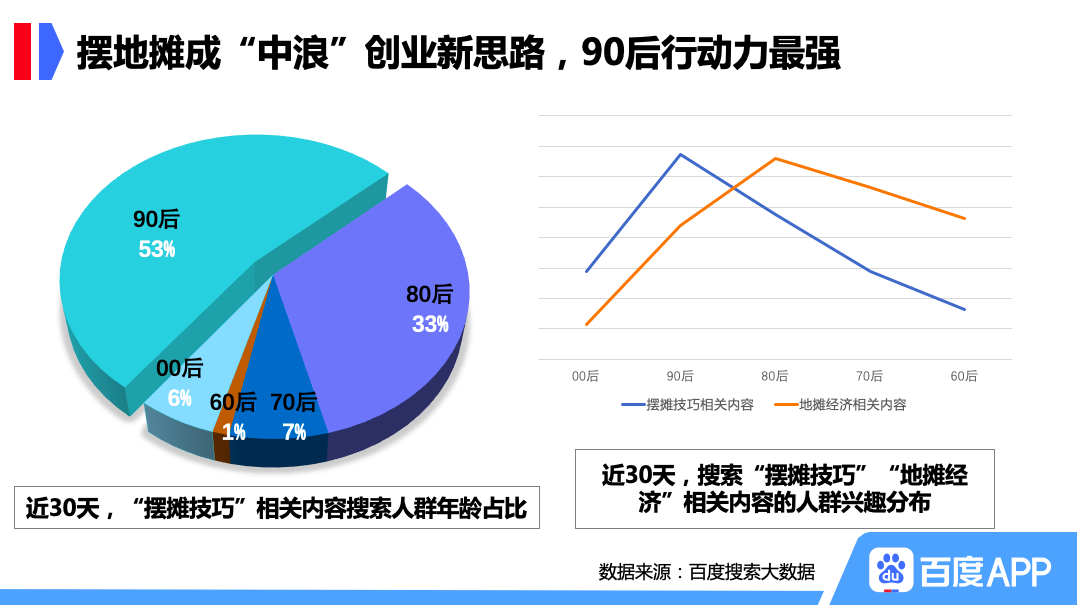 摆地摊成“中浪”创业新思路，90后行动力最强
90后
53%
80后
33%
00后
6%
60后
1%
70后
7%
近30天，“摆摊技巧”相关内容搜索人群年龄占比
00后
90后
80后
70后
60后
摆摊技巧相关内容
地摊经济相关内容
近30天，搜索“摆摊技巧”“地摊经
济”相关内容的人群兴趣分布
数据来源：百度搜索大数据
du
百度APP